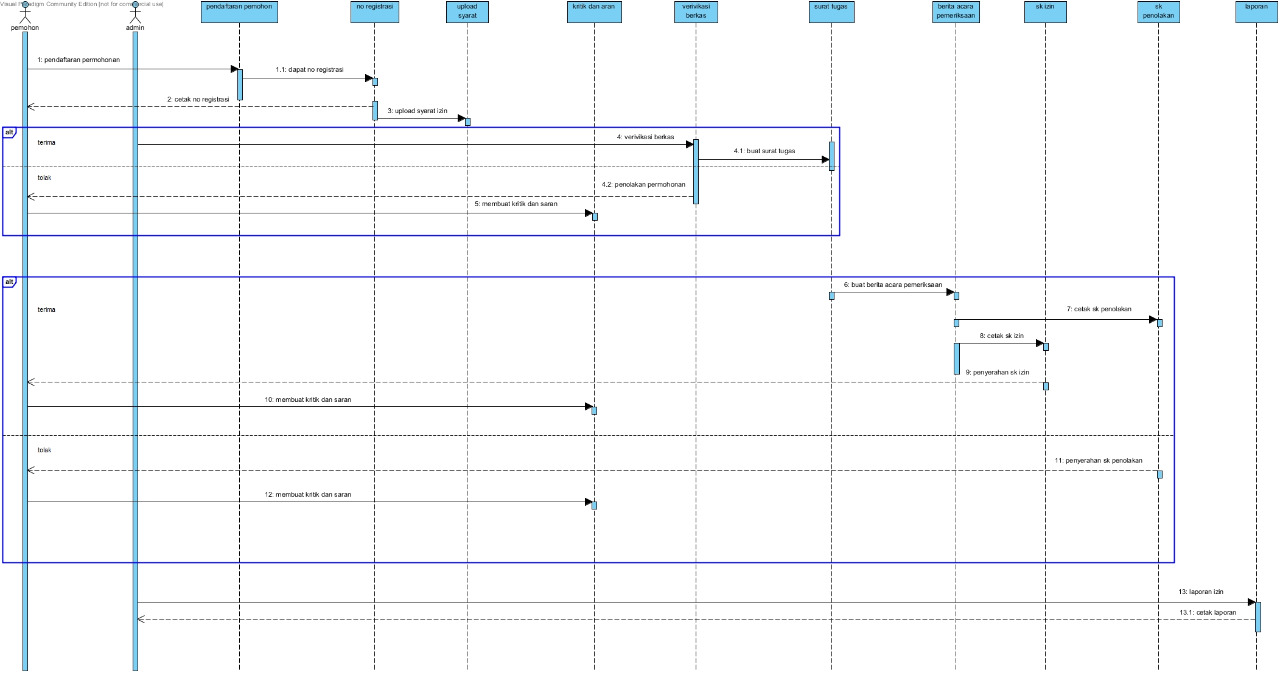 Visual Paradigm Community Edition [not for commercial use]
pemohon
admin
pendaftaran pemohon
no registrasi
upload
syarat
kritik dan aran
verivikasi
berkas
surat tugas
berita acara
pemeriksaan
sk izin
sk
penolakan
laporan
1: pendaftaran permohonan
1.1: dapat no registrasi
2: cetak no registrasi
3: upload syarat izin
alt
terima
4: verivikasi berkas
4.1: buat surat tugas
tolak
4.2: penolakan permohonan
5: membuat kritik dan saran
alt
6: buat berita acara pemeriksaan
terima
7: cetak sk penolakan
8: cetak sk izin
9: penyerahan sk izin
10: membuat kritik dan saran
tolak
11: penyerahan sk penolakan
12: membuat kritik dan saran
13: laporan izin
13.1: cetak laporan